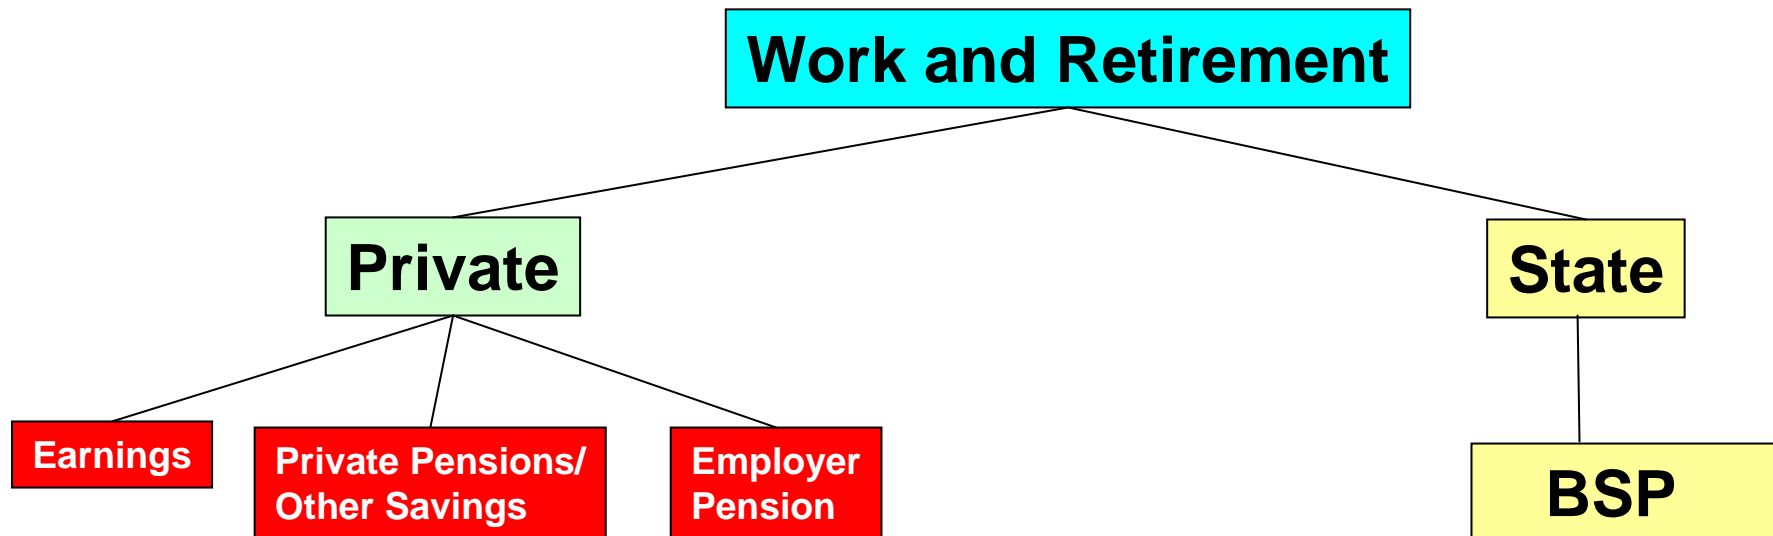 Work and Retirement
Private
State
Earnings
Private Pensions/
Other Savings
Employer
Pension
BSP